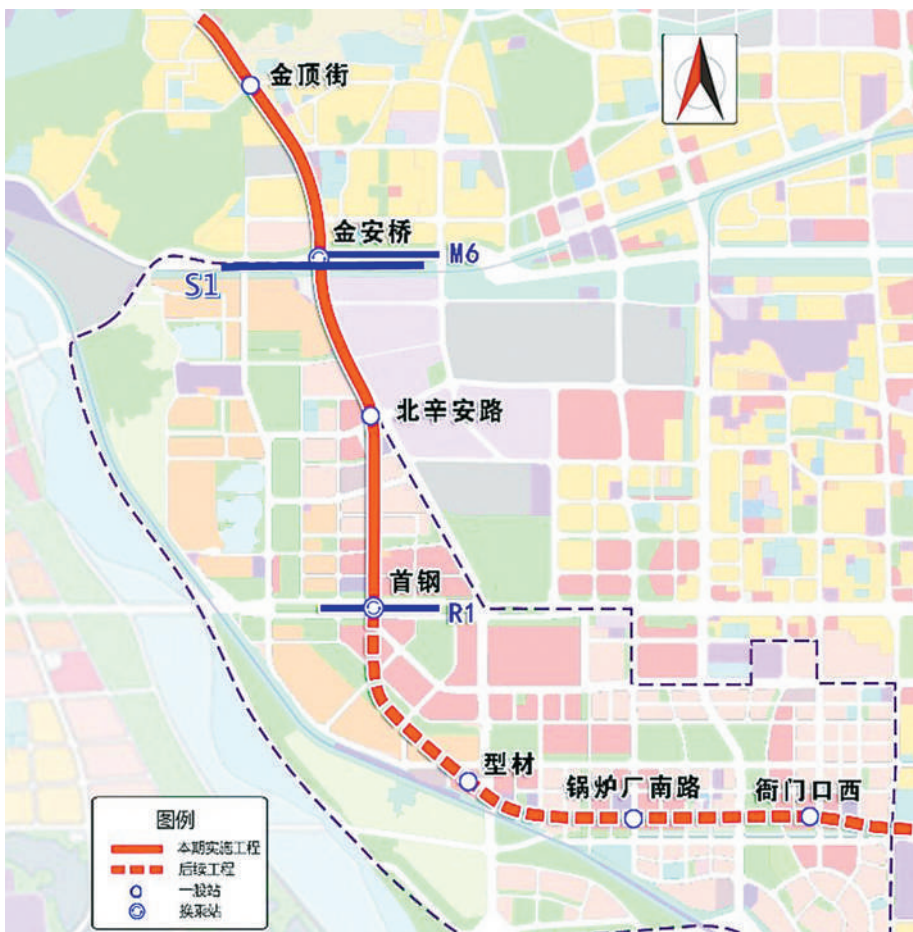 金顶街
金安桥
M6
S1
北辛安路
首钢
R1
型材
锅炉厂南路
衙门口西
图例
本期实施工程
后续工程
一般站
换乘站